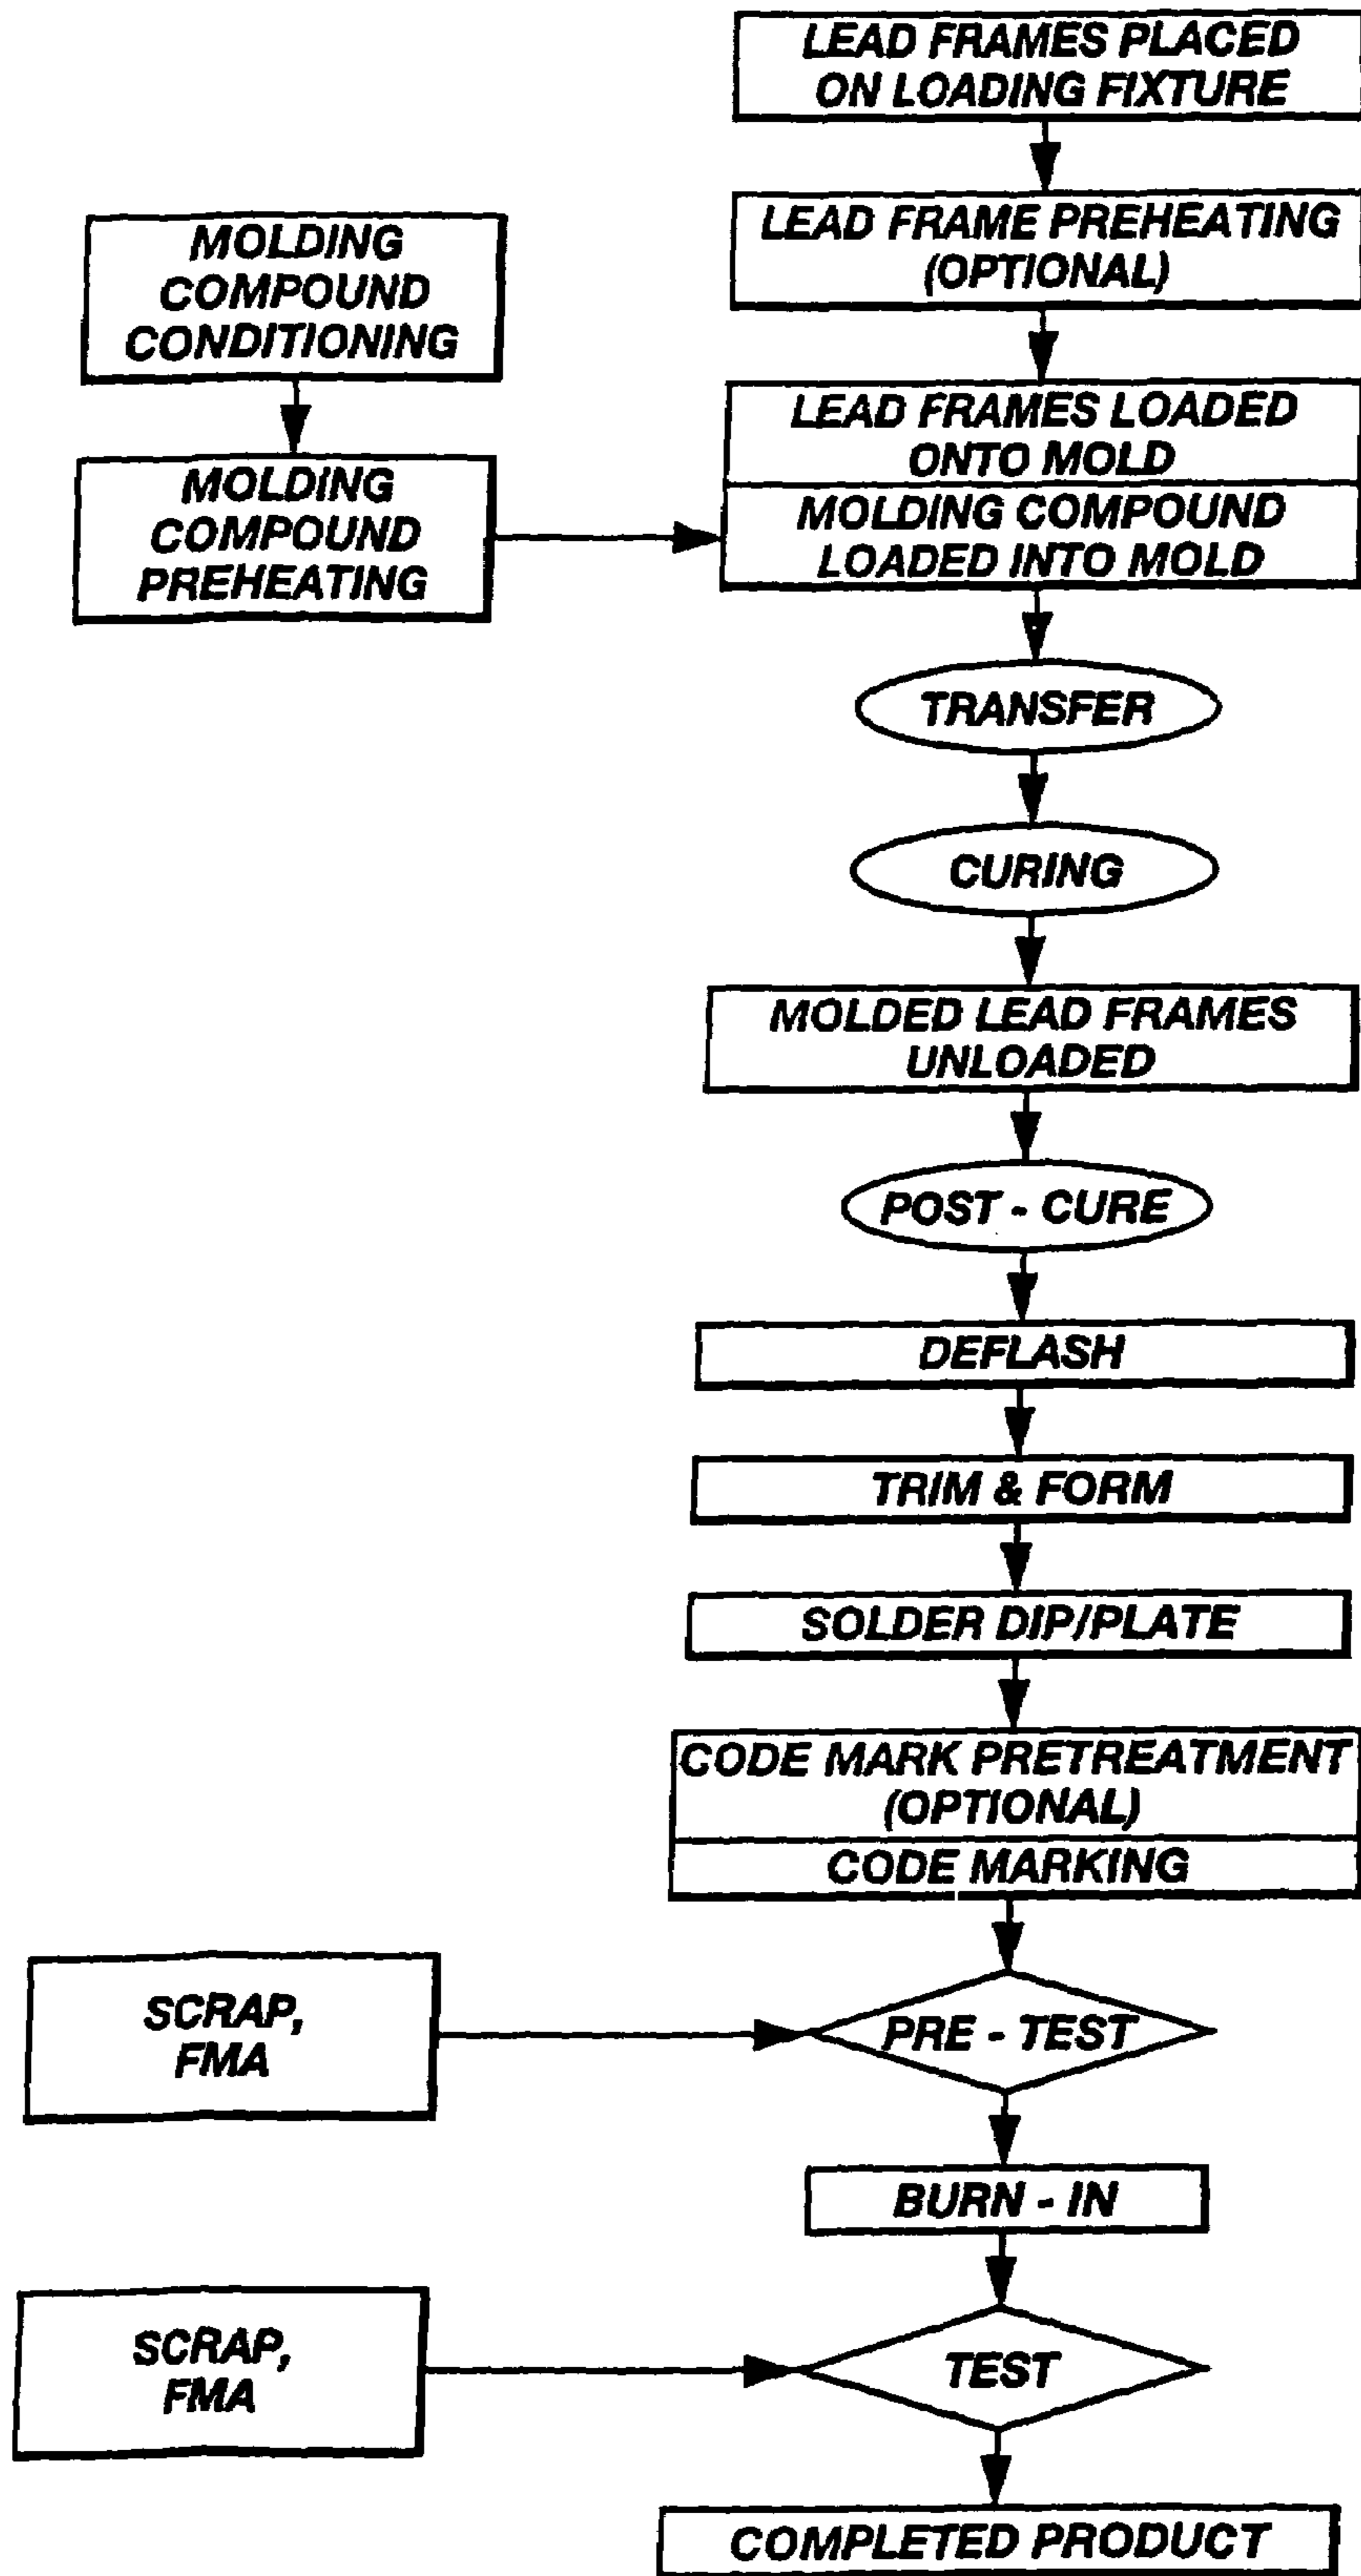 LEAD FRAMES PLACED
ON LOADING FIXTURE
LEAD FRAME PREHEATING
(OPTIONAL)
MOLDING
COMPOUND
CONDITIONING
LEAD FRAMES LOADED
ONTO MOLD
MOLDING
COMPOUND
PREHEATING
MOLDING COMPOUND
LOADED INTO MOLD
TRANSFER
CURING
MOLDED LEAD FRAMES
UNLOADED
POST - CURE
DEFLASH
TRIM & FORM
SOLDER DIP/PLATE
CODE MARK PRETREATMENT
(OPTIONAL)
CODE MARKING
SCRAP,
FMA
PRE - TEST
BURN - IN
SCRAP,
FMA
TEST
COMPLETED PRODUCT